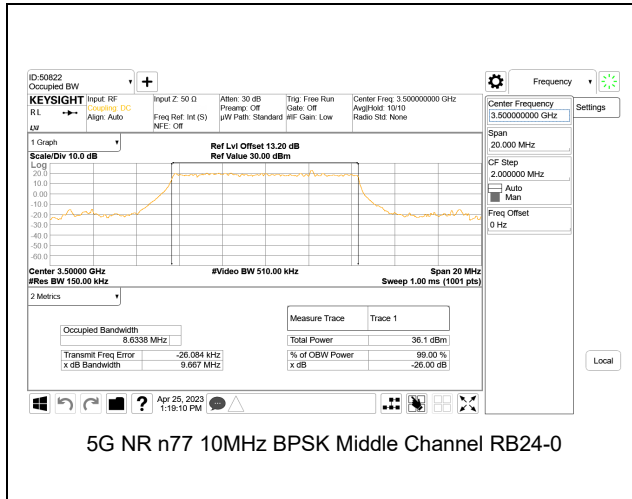 ID:50822
Occupied BW
+
Frequency
KEYSIGHT
RL
LXI
Input: RF
Coupling: DC
Align: Auto
Input Z: 50 Ω
Freq Ref: Int (S)
NFE: Off
Atten: 30 dB
Preamp: Off
µW Path: Standard
Trig: Free Run
Gate: Off
#IF Gain: Low
Center Freq: 3.500000000 GHz
Avg|Hold: 10/10
Radio Std: None
Center Frequency
3.500000000 GHz
Settings
Span
20.000 MHz
CF Step
2.000000 MHz
Auto
Man
Freq Offset
0 Hz
Local
1 Graph
Scale/Div 10.0 dB
Ref Lvl Offset 13.20 dB
Ref Value 30.00 dBm
Log
20.0
10.0
0.00
-10.0
-20.0
-30.0
-40.0
-50.0
-60.0
Center 3.50000 GHz
#Res BW 150.00 kHz
#Video BW 510.00 kHz
Span 20 MHz
Sweep 1.00 ms (1001 pts)
2 Metrics
Measure Trace Trace 1
Occupied Bandwidth
8.6338 MHz
Total Power 36.1 dBm
Transmit Freq Error -26.084 kHz
% of OBW Power 99.00 %
x dB Bandwidth 9.667 MHz
x dB -26.00 dB
?
Apr 25, 2023
1:19:10 PM
5G NR n77 10MHz BPSK Middle Channel RB24-0